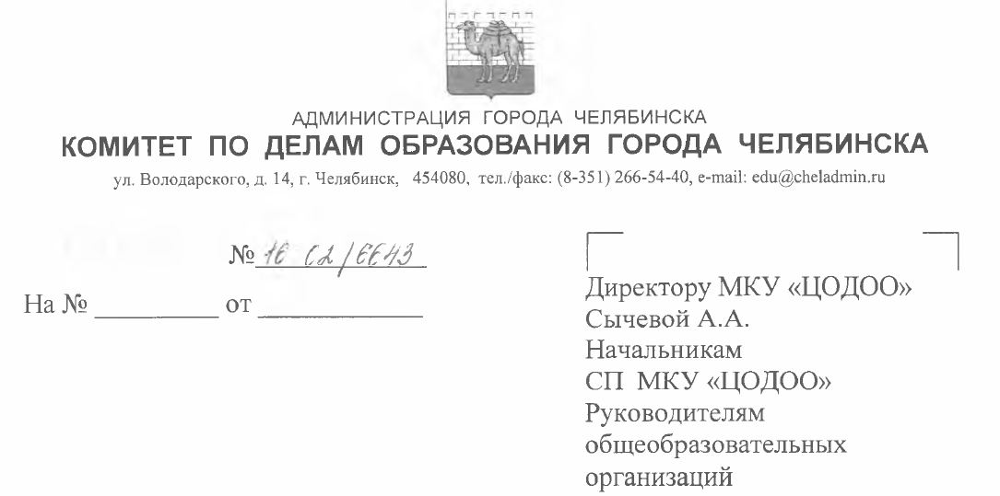 АДМИНИСТРАЦИЯ ГОРОДА ЧЕЛЯБИНСКА
КОМИТЕТ ПО ДЕЛАМ ОБРАЗОВАНИЯ ГОРОДА ЧЕЛЯБИНСКА
ул. Володарского, д. 14, г. Челябинск, 454080, тел./факс: (8-351) 266-54-40, e-mail: edu@cheladmin.ru
№ 16 02/6643
На № __________ от _____________
Директору МКУ «ЦОДОО»
Сычевой А.А.
Начальникам
СП МКУ «ЦОДОО»
Руководителям
общеобразовательных
организаций